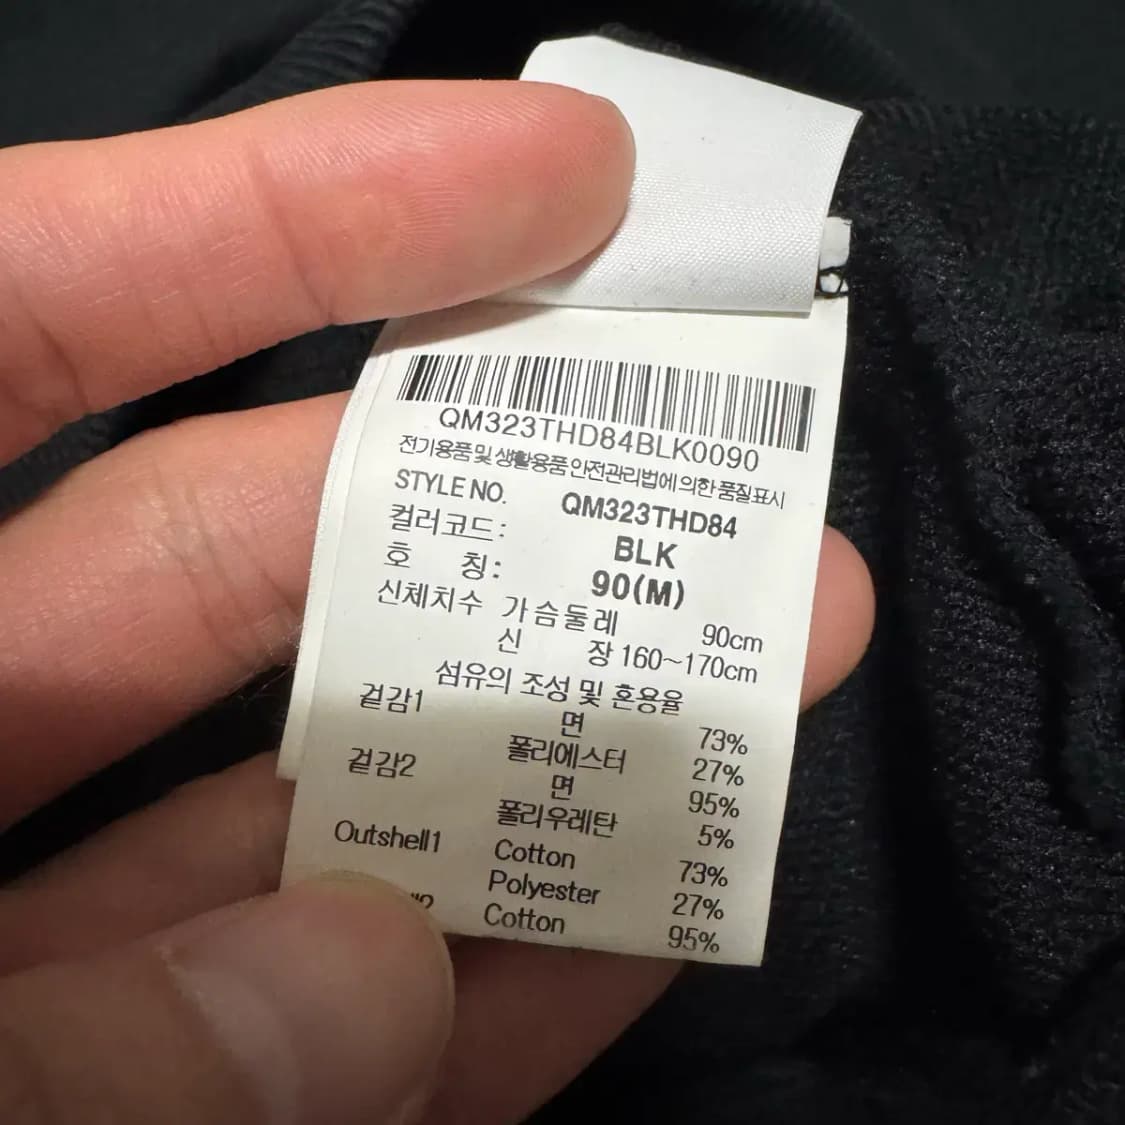 QM323THD84BLK0090
전기용품 및 생활용품 안전관리법에 의한 품질표시
STYLE NO. QM323THD84
컬러코드: BLK
호 칭: 90(M)
신체치수 가슴둘레 90cm
신 장 160~170cm
섬유의 조성 및 혼용율
겉감1 면 73%
폴리에스터 27%
겉감2 면 95%
폴리우레탄 5%
Outshell1 Cotton 73%
Polyester 27%
Cotton 95%